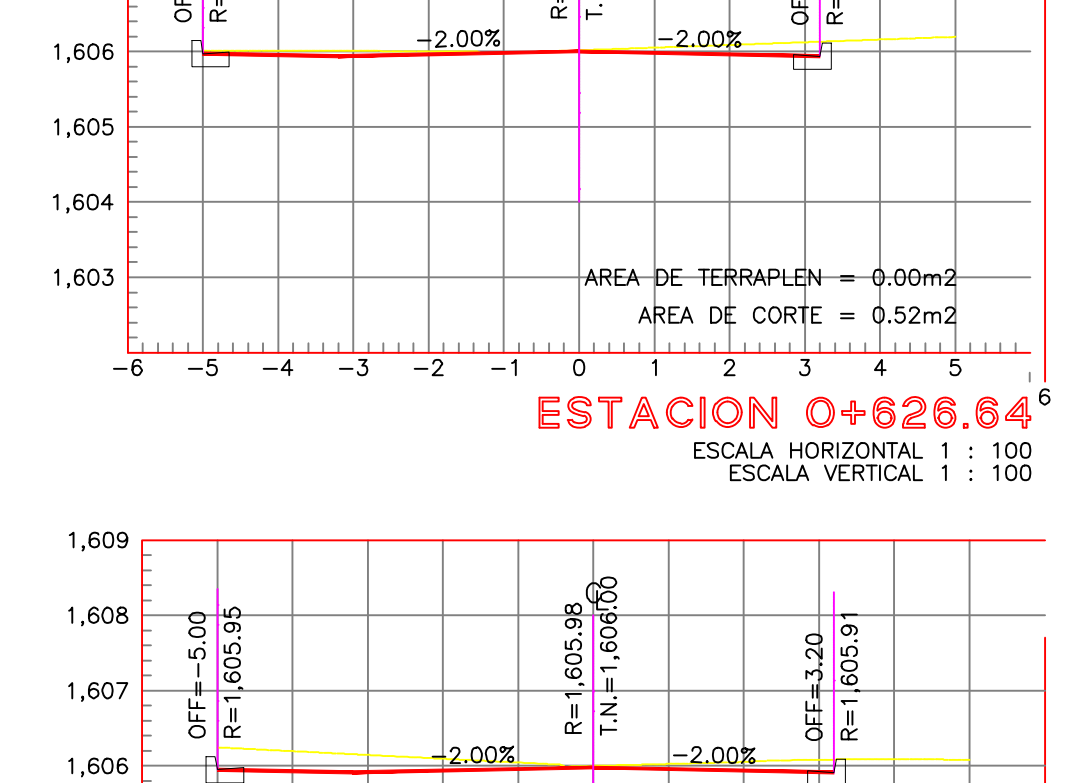 OF
R=
R=
T.
OF
R=
1,606
-2.00%
-2.00%
1,605
1,604
1,603
AREA DE TERRAPLEN = 0.00m2
AREA DE CORTE = 0.52m2
-6 -5 -4 -3 -2 -1 0 1 2 3 4 5 6
ESTACION 0+626.64
ESCALA HORIZONTAL 1 : 100
ESCALA VERTICAL 1 : 100
1,609
1,608
1,607
1,606
OFF=-5.00
R=1,605.95
R=1,605.98
T.N.=1,606.00
OFF=3.20
R=1,605.91
-2.00%
-2.00%